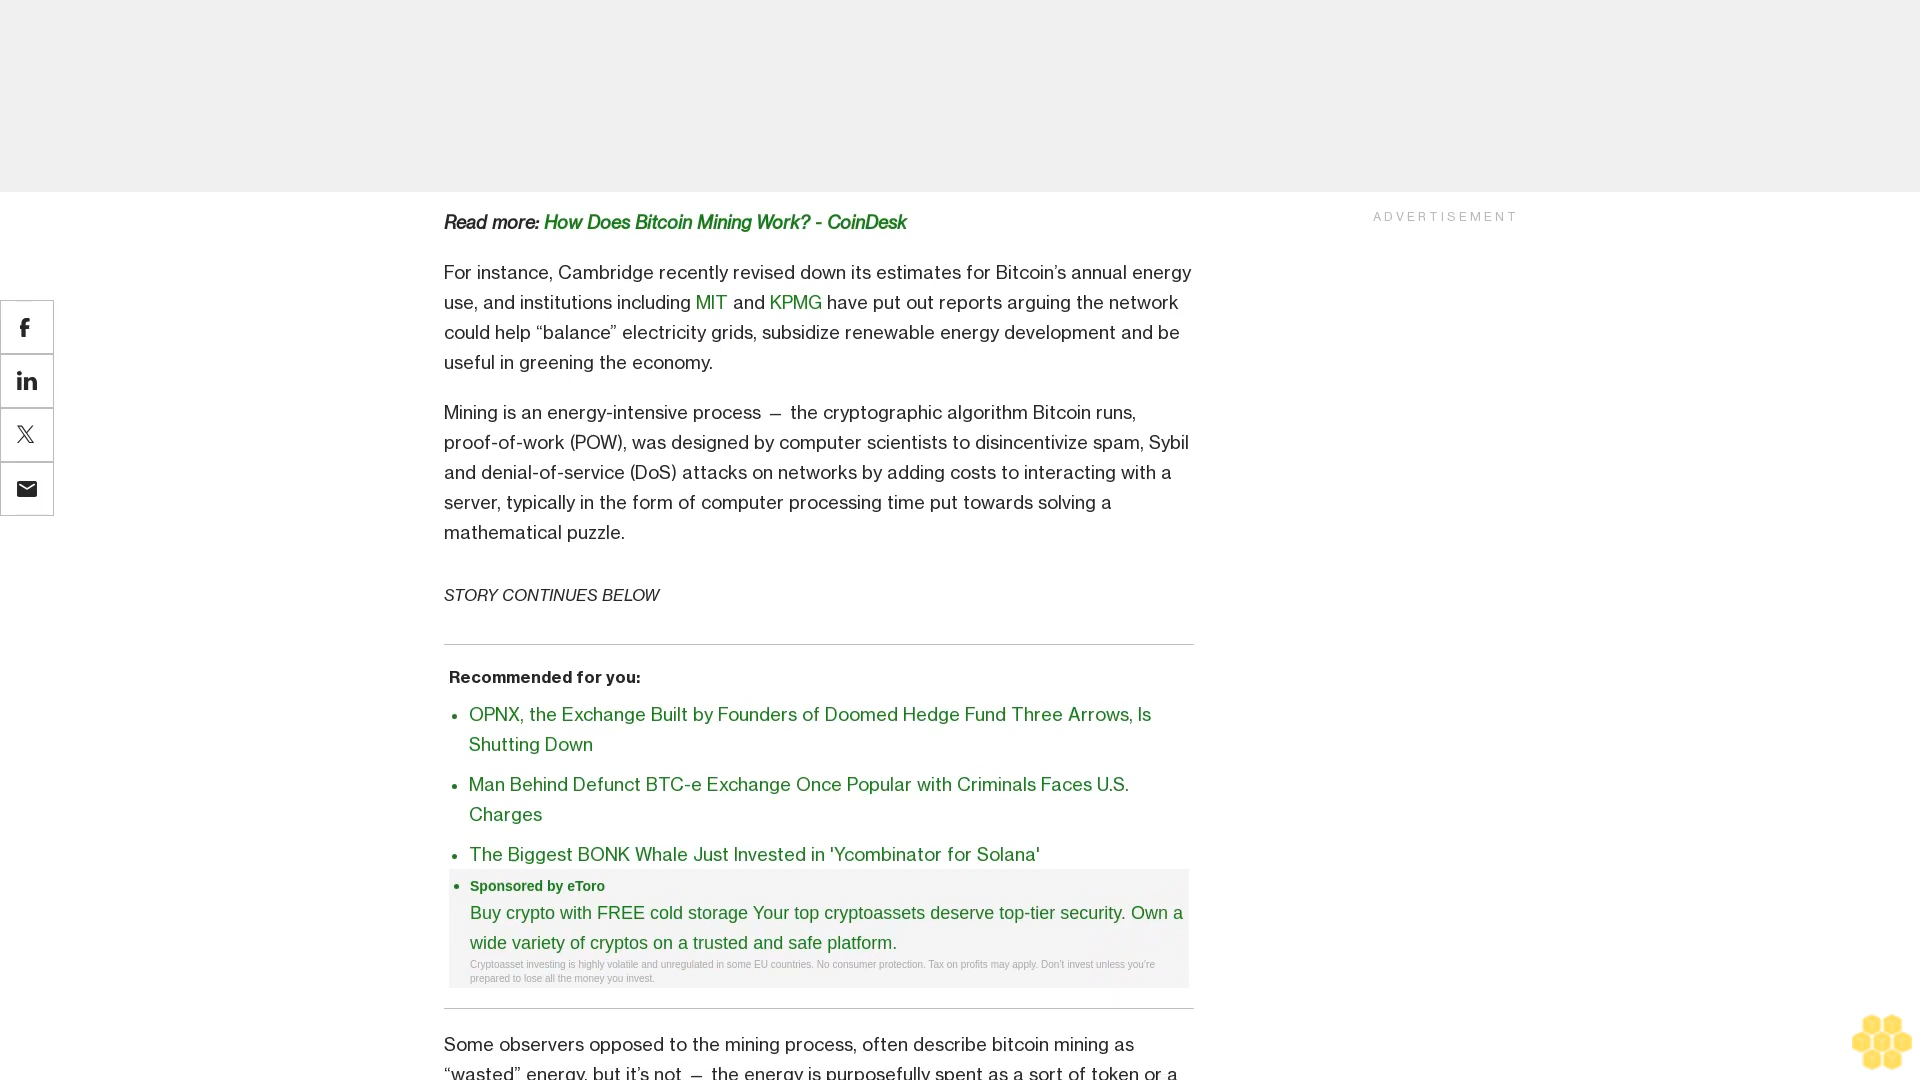 Read more: How Does Bitcoin Mining Work? - CoinDesk
ADVERTISEMENT
For instance, Cambridge recently revised down its estimates for Bitcoin’s annual energy
use, and institutions including MIT and KPMG have put out reports arguing the network
could help “balance” electricity grids, subsidize renewable energy development and be
useful in greening the economy.
Mining is an energy-intensive process — the cryptographic algorithm Bitcoin runs,
proof-of-work (POW), was designed by computer scientists to disincentivize spam, Sybil
and denial-of-service (DoS) attacks on networks by adding costs to interacting with a
server, typically in the form of computer processing time put towards solving a
mathematical puzzle.
STORY CONTINUES BELOW
Recommended for you:
• OPNX, the Exchange Built by Founders of Doomed Hedge Fund Three Arrows, Is
Shutting Down
• Man Behind Defunct BTC-e Exchange Once Popular with Criminals Faces U.S.
Charges
• The Biggest BONK Whale Just Invested in 'Ycombinator for Solana'
• Sponsored by eToro
Buy crypto with FREE cold storage Your top cryptoassets deserve top-tier security. Own a
wide variety of cryptos on a trusted and safe platform.
Cryptoasset investing is highly volatile and unregulated in some EU countries. No consumer protection. Tax on profits may apply. Don’t invest unless you’re
prepared to lose all the money you invest.
Some observers opposed to the mining process, often describe bitcoin mining as
“wasted” energy, but it’s not — the energy is purposefully spent as a sort of token or a